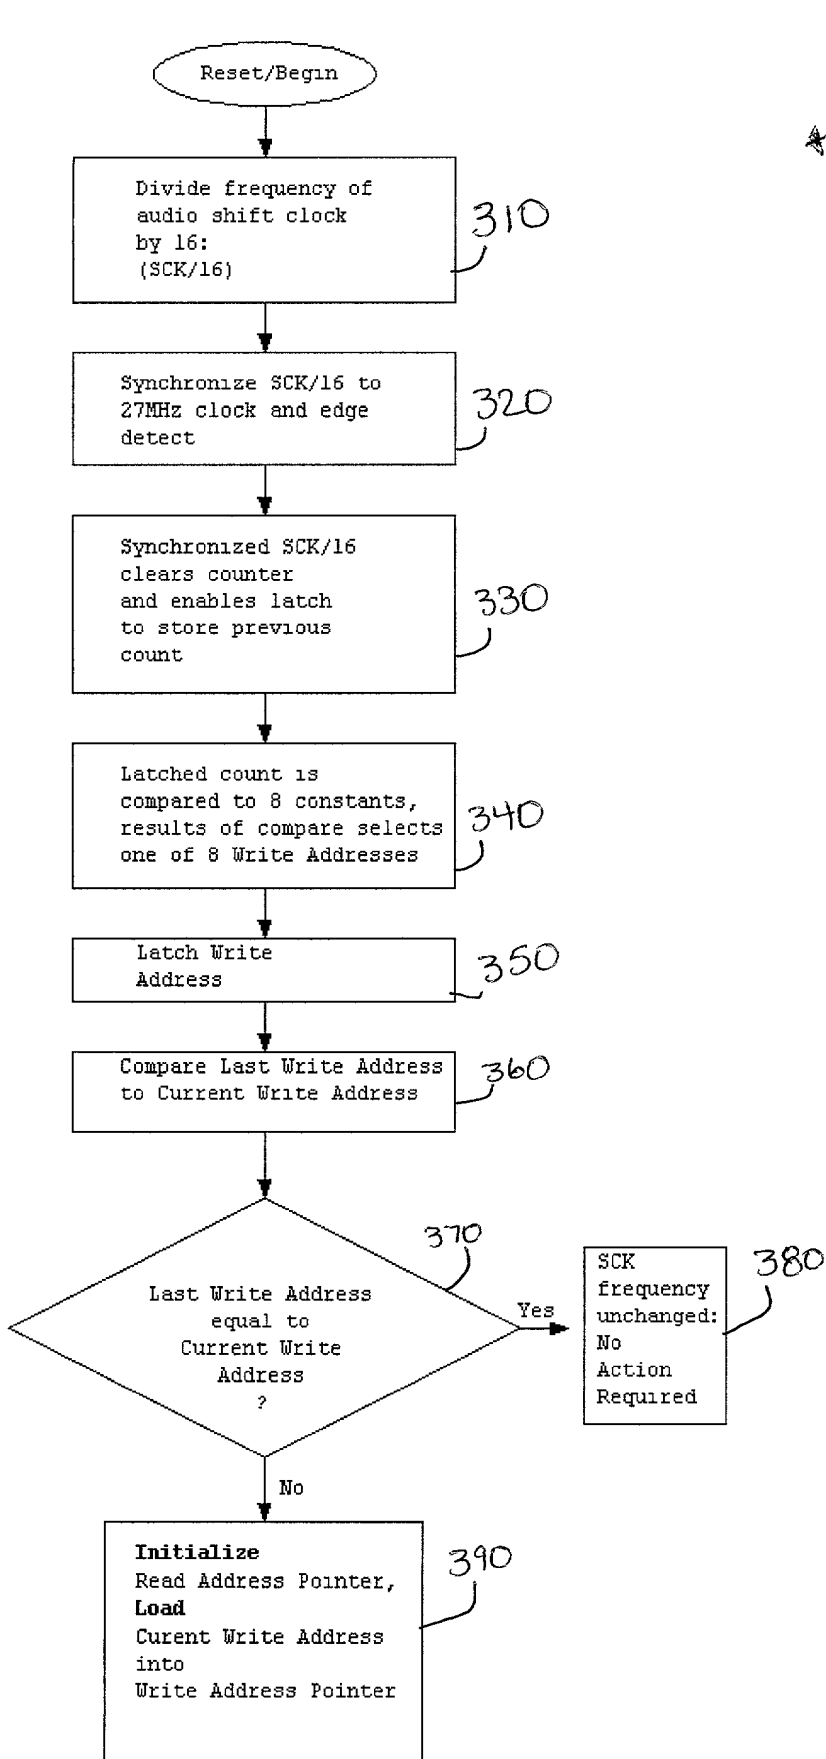 Reset/Begin
Divide frequency of
audio shift clock
by 16:
(SCK/16)
310
Synchronize SCK/16 to
27MHz clock and edge
detect
320
Synchronized SCK/16
clears counter
and enables latch
to store previous
count
330
Latched count is
compared to 8 constants,
results of compare selects
one of 8 Write Addresses
340
Latch Write
Address
350
Compare Last Write Address
to Current Write Address
360
370
Last Write Address
equal to
Current Write
Address
?
Yes
SCK
frequency
unchanged:
No
Action
Required
380
No
Initialize
Read Address Pointer,
Load
Curent Write Address
into
Write Address Pointer
390